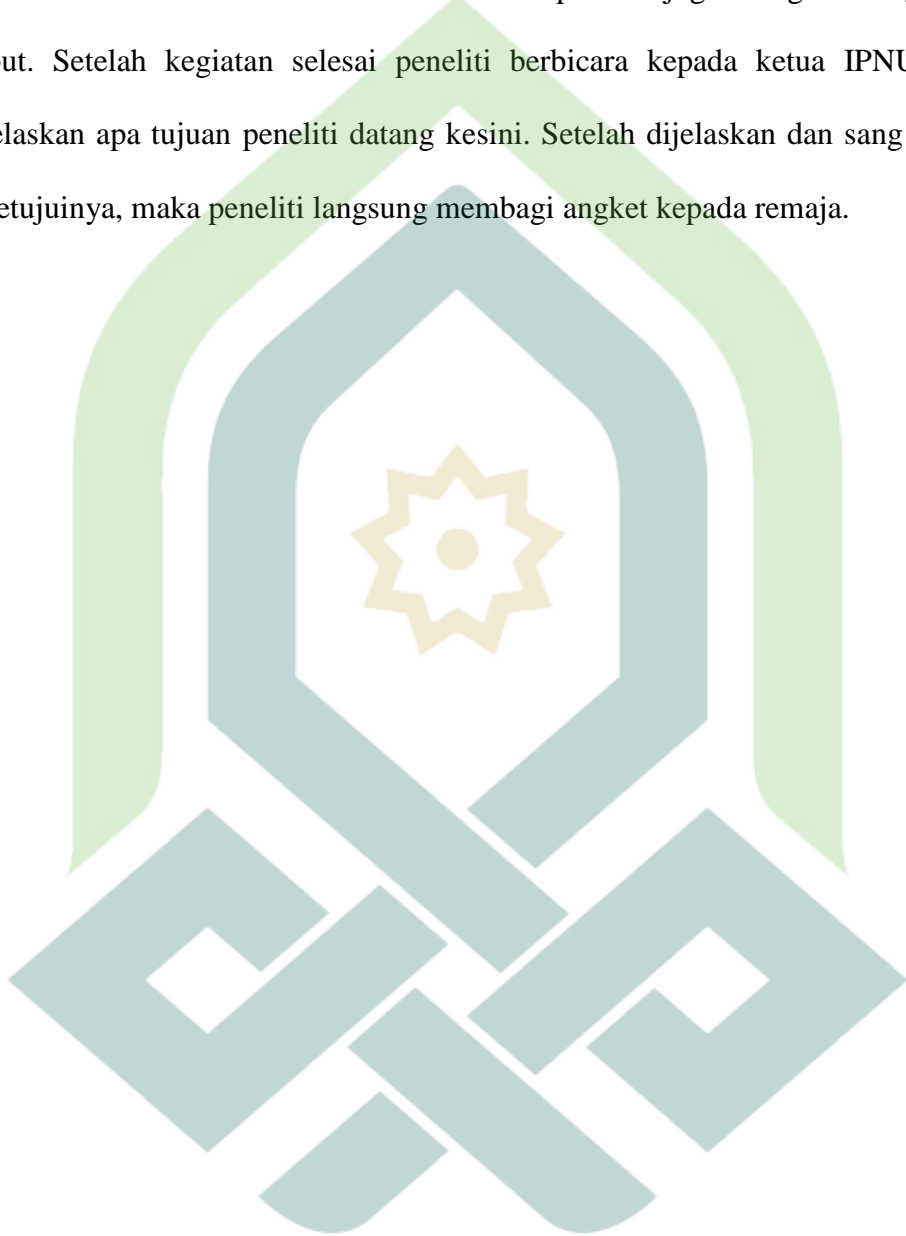 but. Setelah kegiatan selesai peneliti berbicara kepada ketua IPNU
elaskan apa tujuan peneliti datang kesini. Setelah dijelaskan dan sang
etujuinya, maka peneliti langsung membagi angket kepada remaja.